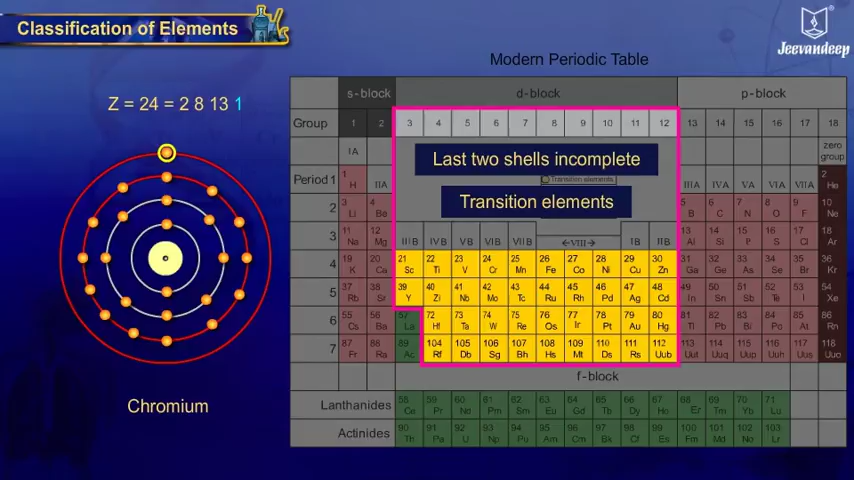 Classification of Elements
Jeevandeep
Z = 24 = 2 8 13 1
Chromium
Modern Periodic Table
s-block d-block p-block
Group 1 2 3 4 5 6 7 8 9 10 11 12 13 14 15 16 17 18
IA zero group
Last two shells incomplete
Transition elements
Transition elements
Period 1 1 H IIA IIIA IVA VA VIA VIIA 2 He
2 3 Li 4 Be 5 B 6 C 7 N 8 O 9 F 10 Ne
3 11 Na 12 Mg IIIB IVB VB VIB VIIB VIII IB IIB 13 Al 14 Si 15 P 16 S 17 Cl 18 Ar
4 19 K 20 Ca 21 Sc 22 Ti 23 V 24 Cr 25 Mn 26 Fe 27 Co 28 Ni 29 Cu 30 Zn 31 Ga 32 Ge 33 As 34 Se 35 Br 36 Kr
5 37 Rb 38 Sr 39 Y 40 Zi 41 Nb 42 Mo 43 Tc 44 Ru 45 Rh 46 Pd 47 Ag 48 Cd 49 In 50 Sn 51 Sb 52 Te 53 I 54 Xe
6 55 Cs 56 Ba 57 La 72 Hf 73 Ta 74 W 75 Re 76 Os 77 Ir 78 Pt 79 Au 80 Hg 81 Tl 82 Pb 83 Bi 84 Po 85 At 86 Rn
7 87 Fr 88 Ra 89 Ac 104 Rf 105 Db 106 Sg 107 Bh 108 Hs 109 Mt 110 Ds 111 Rs 112 Uub 113 Uut 114 Uuq 115 Uup 116 Uuh 117 Uus 118 Uuo
f-block
Lanthanides 58 Ce 59 Pr 60 Ne 61 Pm 62 Sm 63 Eu 64 Gd 65 Tb 66 Dy 67 Ho 68 Er 69 Tm 70 Yb 71 Lu
Actinides 90 Th 91 Pa 92 U 93 Np 94 Pu 95 Am 96 Cm 97 Bk 98 Cf 99 Es 100 Fm 101 Md 102 No 103 Lr